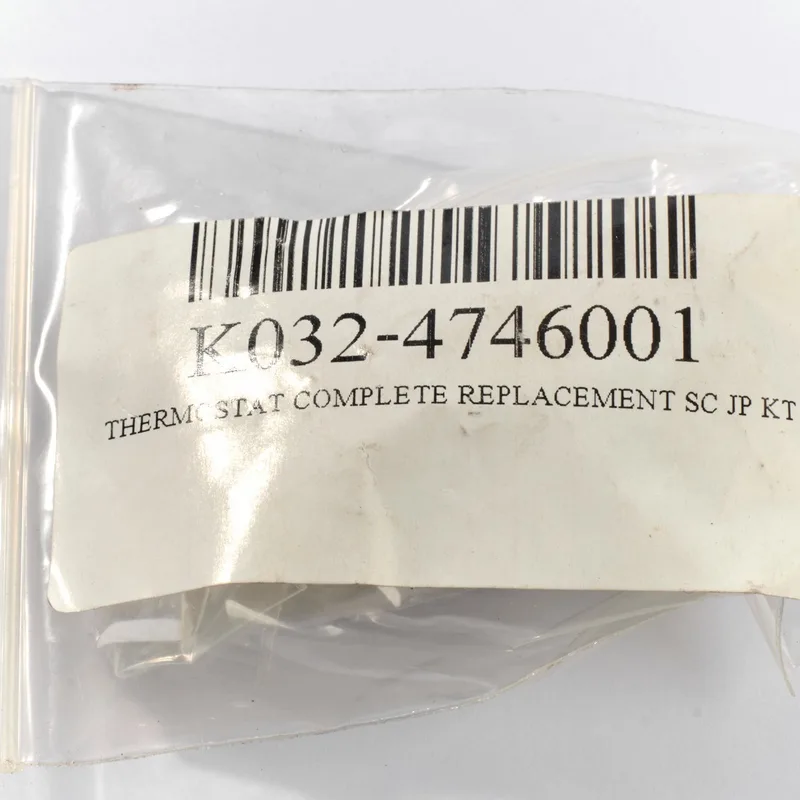 K032-4746001
THERMOSTAT COMPLETE REPLACEMENT SC JP KT